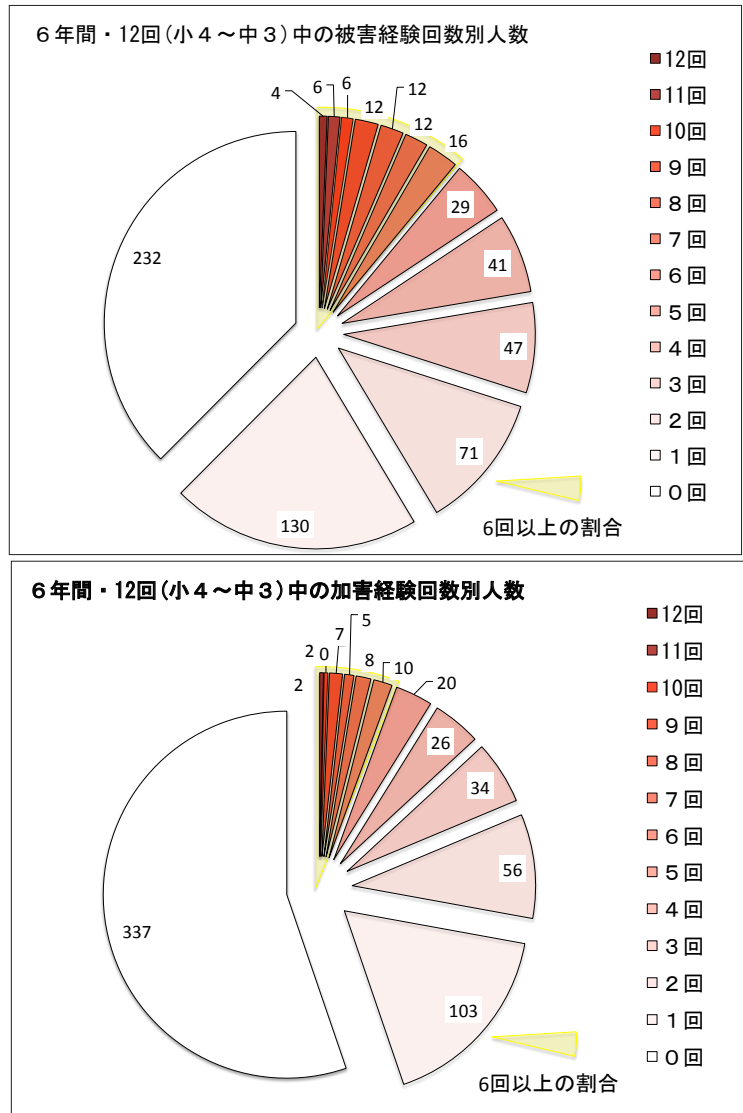 ６年間・12回(小４～中３)中の被害経験回数別人数
4
6
6
12
12
12
16
29
41
47
71
130
232
12回
11回
10回
９回
８回
７回
６回
５回
４回
３回
２回
１回
０回
6回以上の割合
６年間・12回(小４～中３)中の加害経験回数別人数
2
2
0
7
5
8
10
20
26
34
56
103
337
12回
11回
10回
９回
８回
７回
６回
５回
４回
３回
２回
１回
０回
6回以上の割合